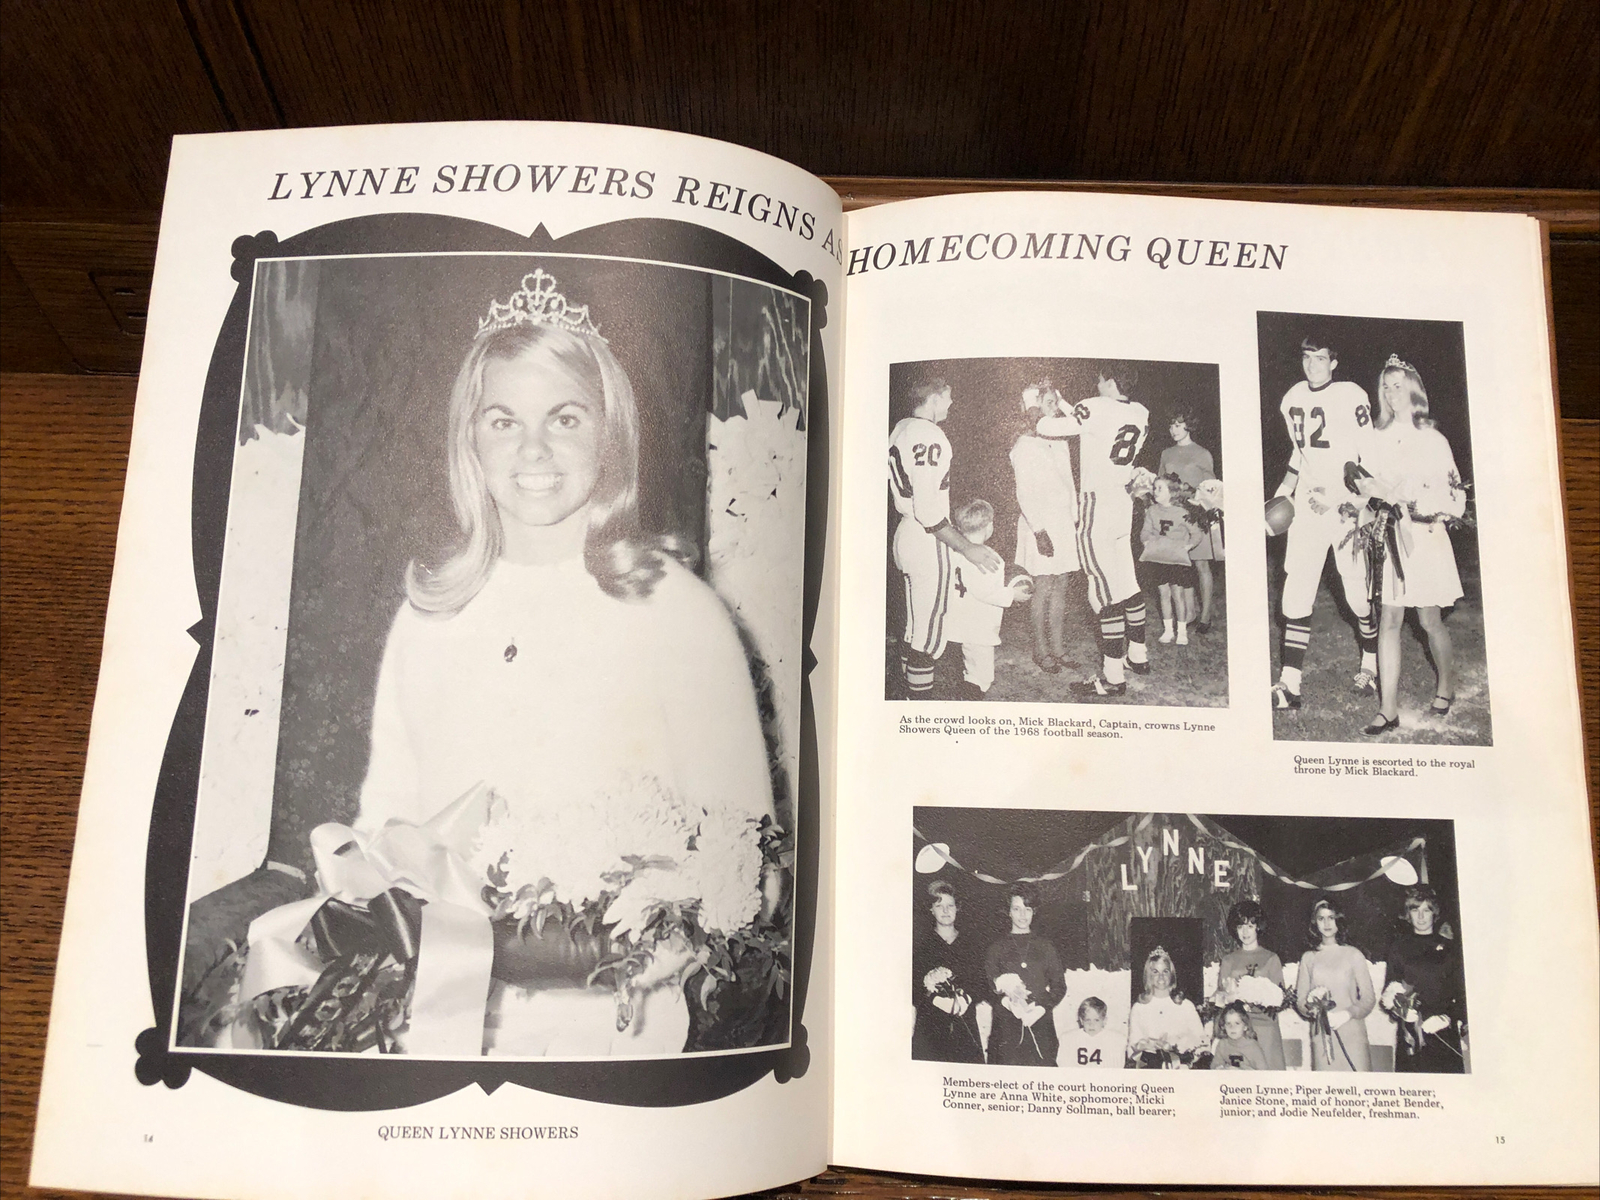 LYNNE SHOWERS REIGNS AS HOMECOMING QUEEN
QUEEN LYNNE SHOWERS
14
20
8
F
4
As the crowd looks on, Mick Blackard, Captain, crowns Lynne
Showers Queen of the 1968 football season.
82
8
Queen Lynne is escorted to the royal
throne by Mick Blackard.
LYNNE
64
F
Members-elect of the court honoring Queen
Lynne are Anna White, sophomore; Micki
Conner, senior; Danny Sollman, ball bearer;
Queen Lynne; Piper Jewell, crown bearer;
Janice Stone, maid of honor; Janet Bender,
junior; and Jodie Neufelder, freshman.
15